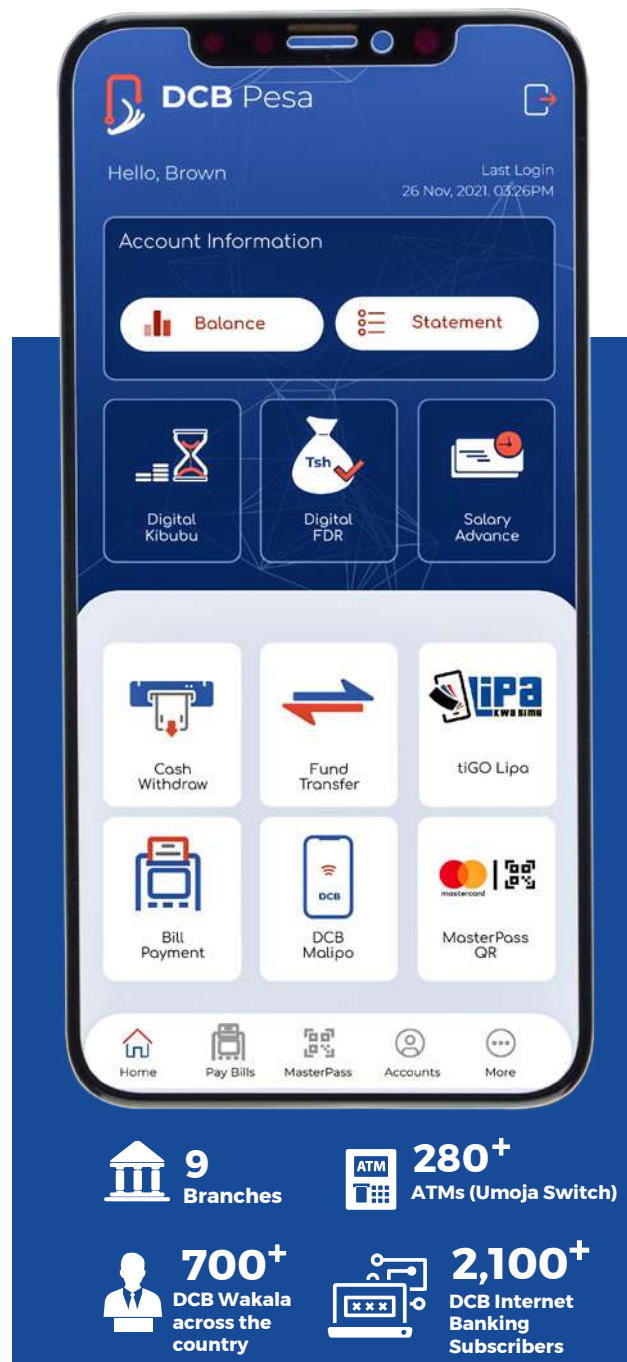 DCB Pesa
Hello, Brown
Last Login
26 Nov, 2021. 03:26PM
Account Information
Balance
Statement
Digital
Kibubu
Tsh
Digital
FDR
Salary
Advance
Cash
Withdraw
Fund
Transfer
LiPa
KWA SIMU
tiGO Lipa
Bill
Payment
DCB
DCB
Malipo
mastercard
MasterPass
QR
Home
Pay Bills
MasterPass
Accounts
More
9
Branches
ATM
280+
ATMs (Umoja Switch)
700+
DCB Wakala
across the
country
xxx
2,100+
DCB Internet
Banking
Subscribers